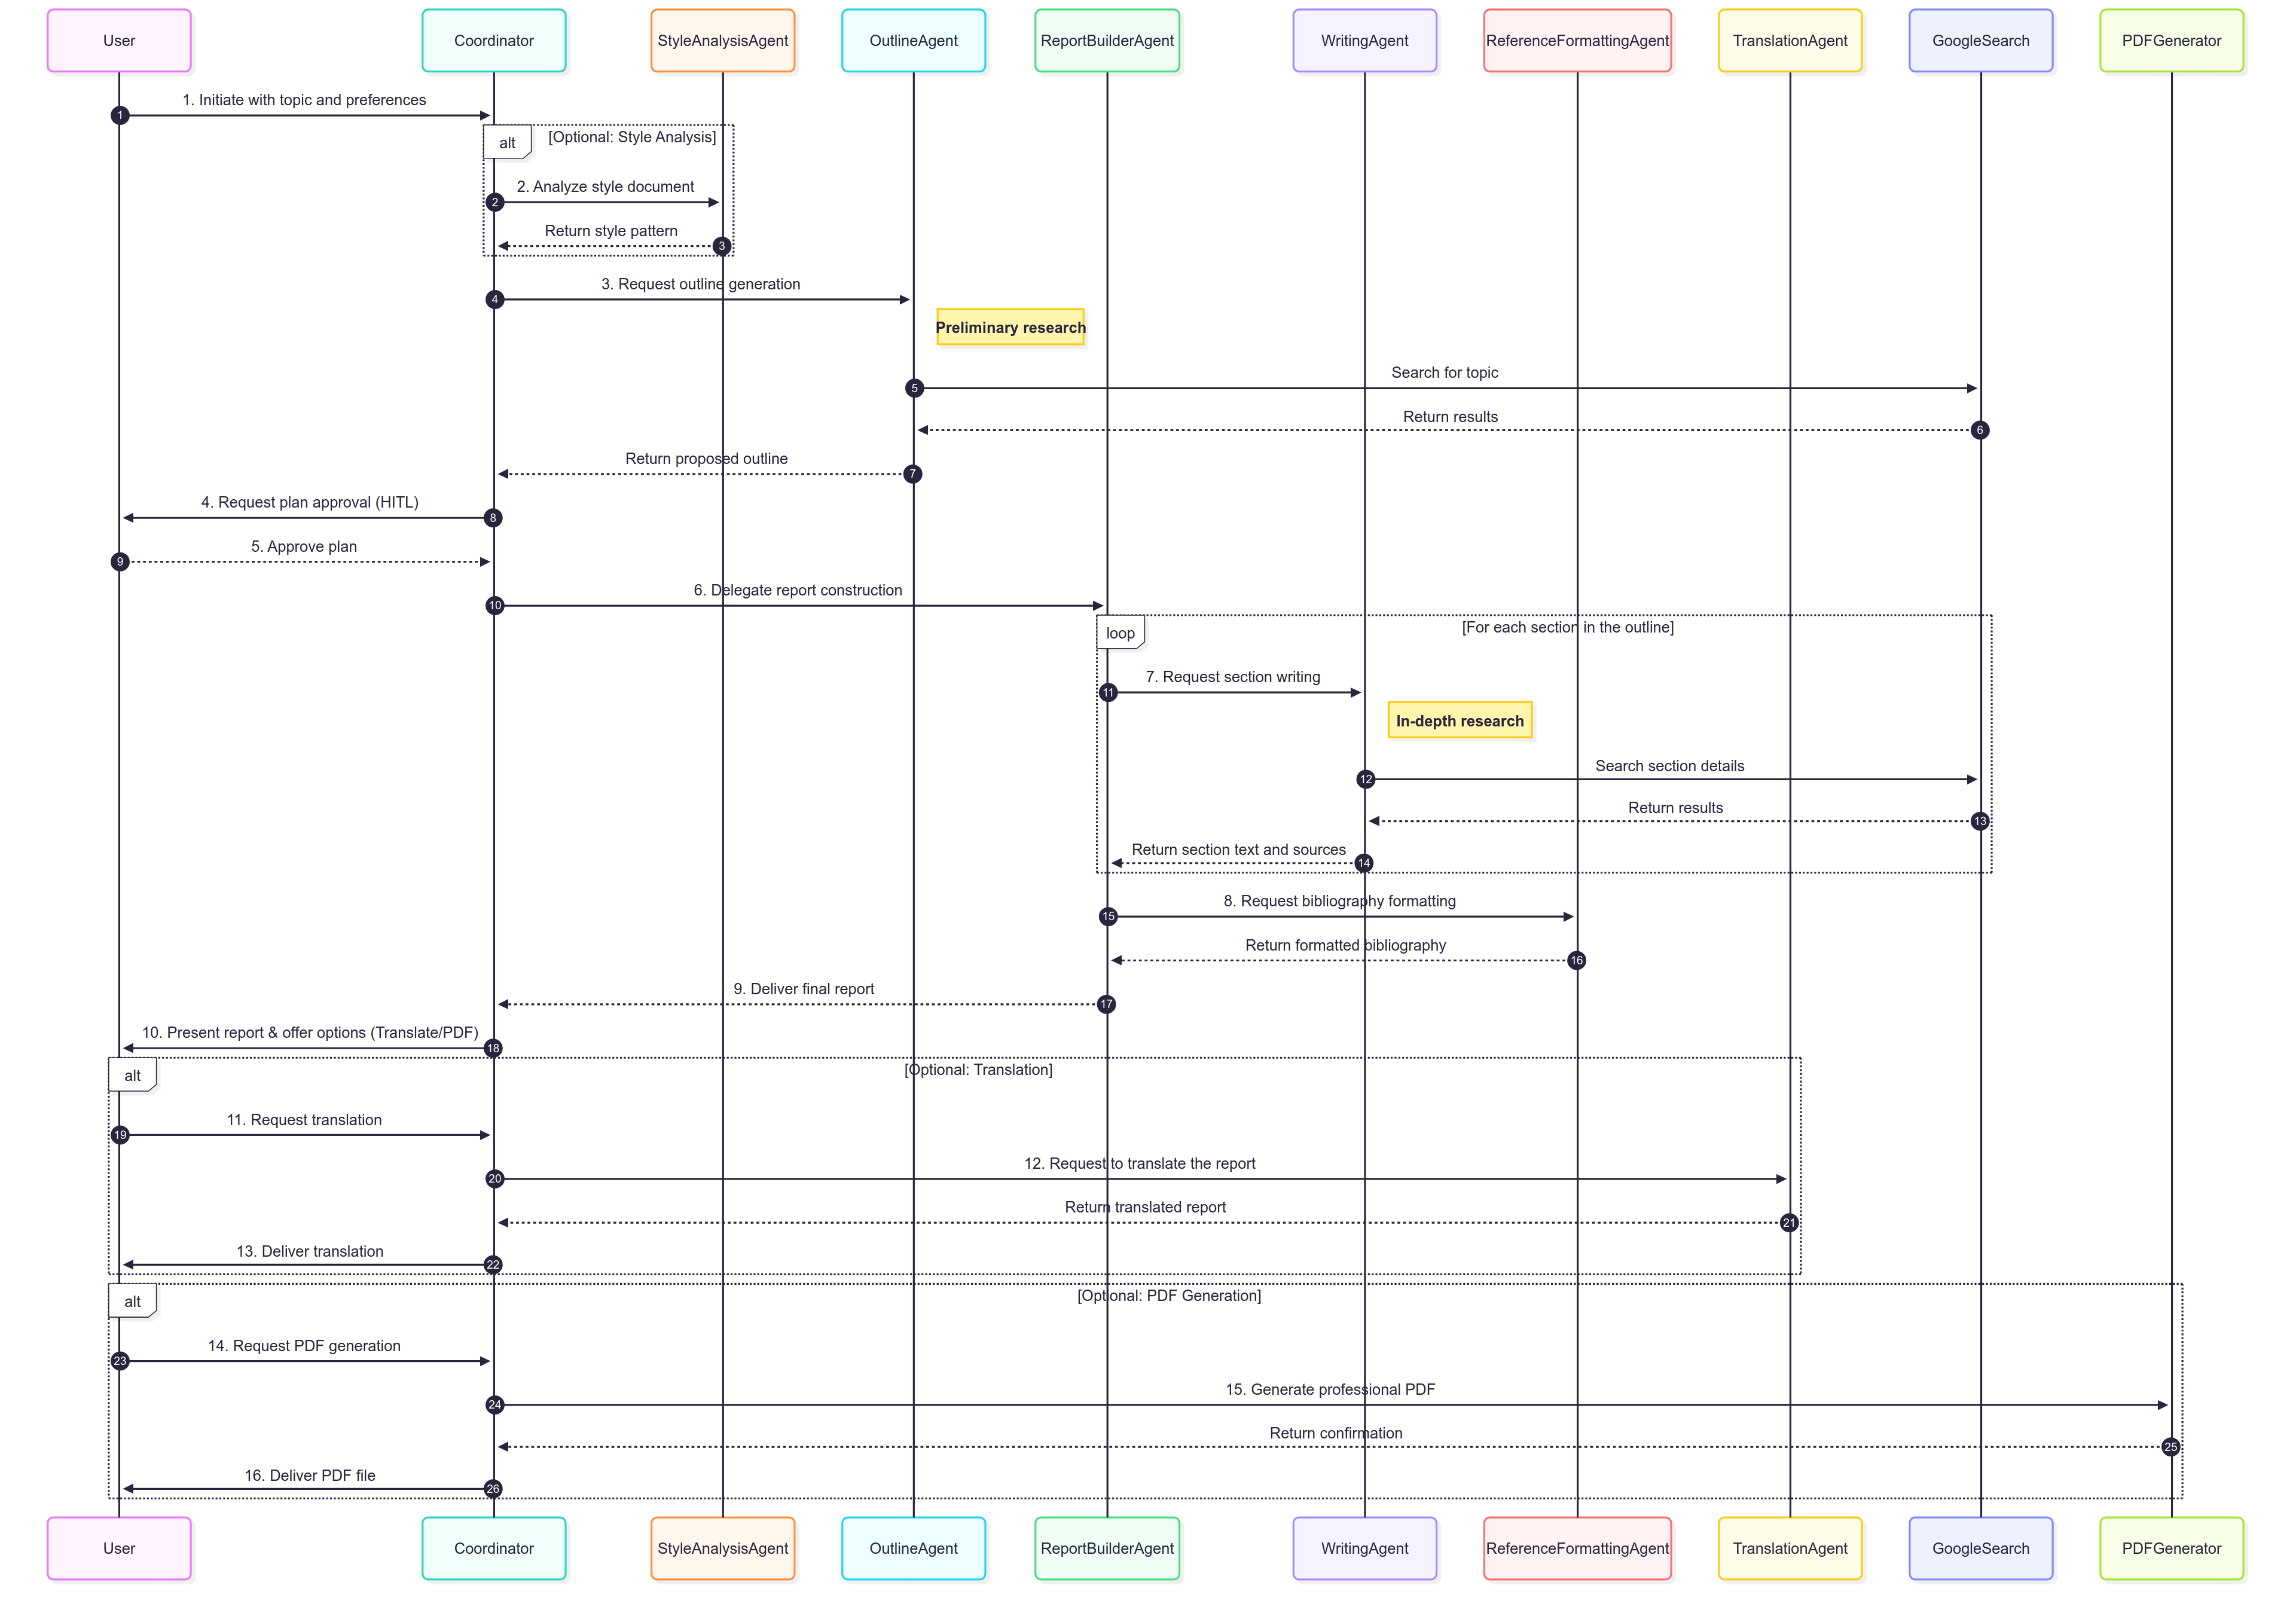 User
Coordinator
StyleAnalysisAgent
OutlineAgent
ReportBuilderAgent
WritingAgent
ReferenceFormattingAgent
TranslationAgent
GoogleSearch
PDFGenerator
1. Initiate with topic and preferences
1
alt
[Optional: Style Analysis]
2. Analyze style document
2
Return style pattern
3
3. Request outline generation
4
Preliminary research
Search for topic
5
Return results
6
Return proposed outline
7
4. Request plan approval (HITL)
8
5. Approve plan
9
6. Delegate report construction
10
loop
[For each section in the outline]
7. Request section writing
11
In-depth research
Search section details
12
Return results
13
Return section text and sources
14
8. Request bibliography formatting
15
Return formatted bibliography
16
9. Deliver final report
17
10. Present report & offer options (Translate/PDF)
18
alt
[Optional: Translation]
11. Request translation
19
12. Request to translate the report
20
Return translated report
21
13. Deliver translation
22
alt
[Optional: PDF Generation]
14. Request PDF generation
23
15. Generate professional PDF
24
Return confirmation
25
16. Deliver PDF file
26
User
Coordinator
StyleAnalysisAgent
OutlineAgent
ReportBuilderAgent
WritingAgent
ReferenceFormattingAgent
TranslationAgent
GoogleSearch
PDFGenerator